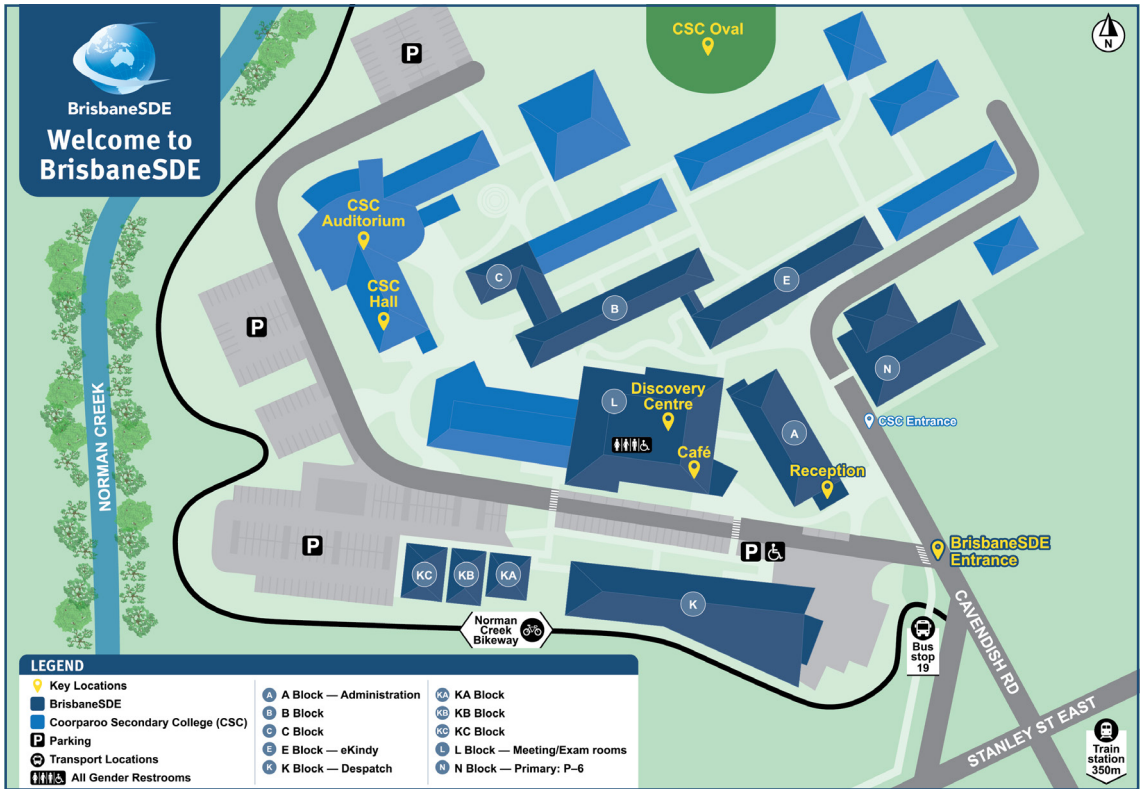 BrisbaneSDE
Welcome to
BrisbaneSDE
P
CSC Oval
N
CSC
Auditorium
CSC
Hall
C
B
E
P
N
Discovery
Centre
L
A
CSC Entrance
Café
Reception
NORMAN CREEK
P
P
BrisbaneSDE
Entrance
KC
KB
KA
K
Norman
Creek
Bikeway
Bus
stop
19
CAVENDISH RD
STANLEY ST EAST
Train
station
350m
LEGEND
Key Locations
BrisbaneSDE
Coorparoo Secondary College (CSC)
P Parking
Transport Locations
All Gender Restrooms
A A Block — Administration
B B Block
C C Block
E E Block — eKindy
K K Block — Despatch
KA KA Block
KB KB Block
KC KC Block
L L Block — Meeting/Exam rooms
N N Block — Primary: P–6